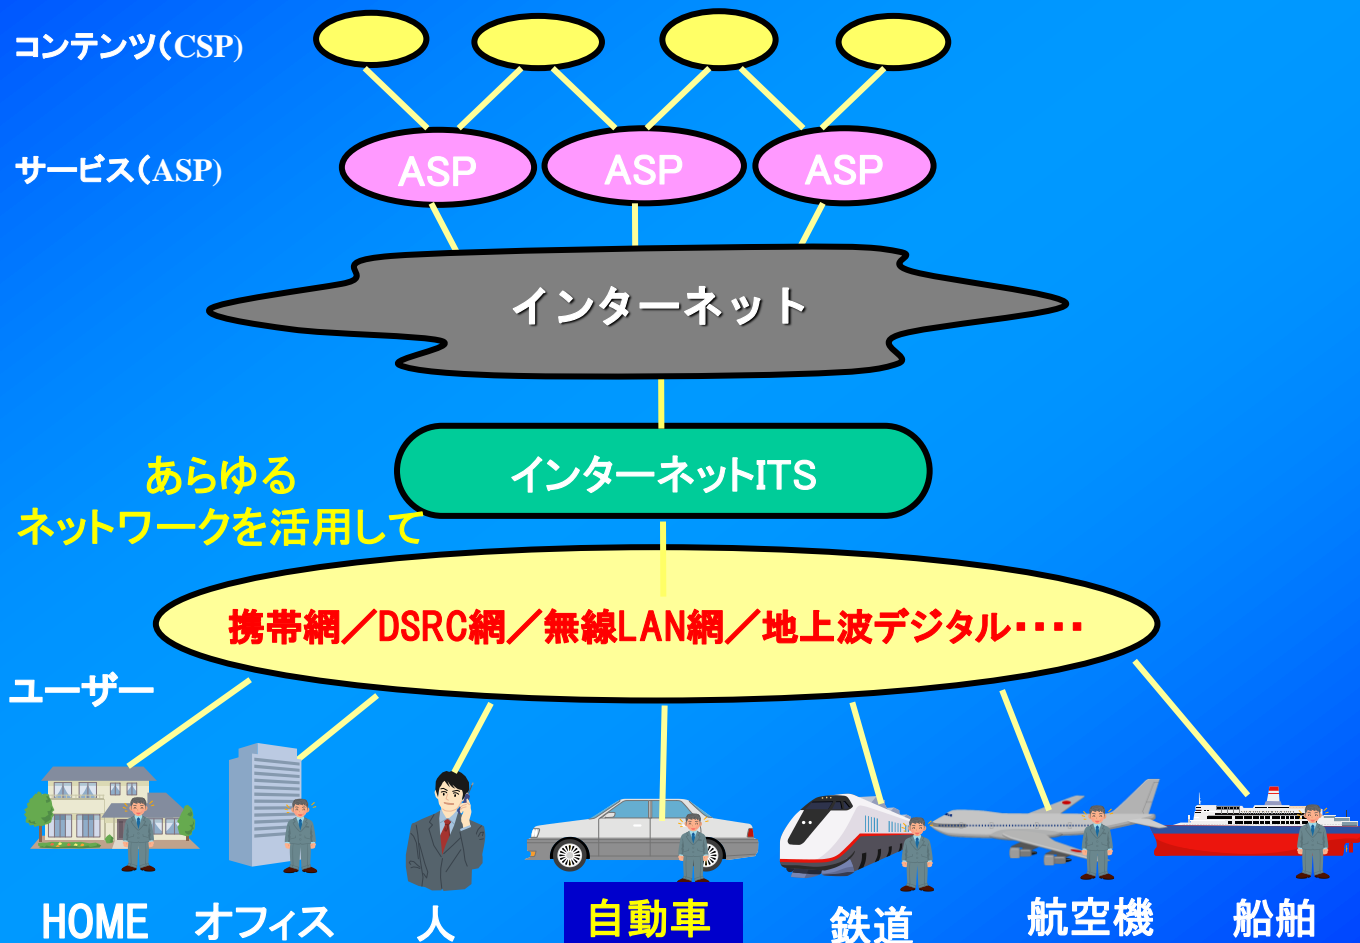 コンテンツ(CSP)
サービス(ASP)
ASP ASP ASP
インターネット
インターネットITS
あらゆる
ネットワークを活用して
携帯網／DSRC網／無線LAN網／地上波デジタル････
ユーザー
HOME オフィス 人 自動車 鉄道 航空機 船舶